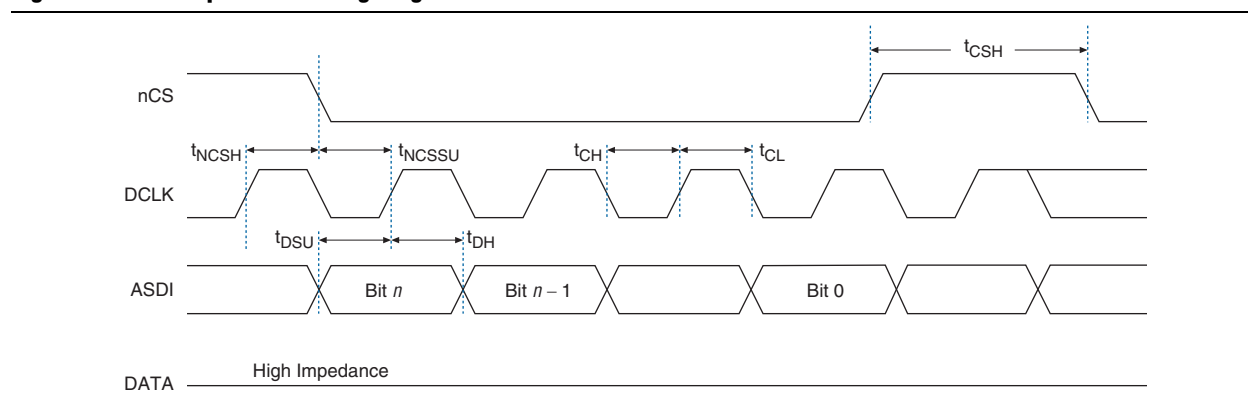 tCSH
nCS
tNCSH
tNCSSU
tCH
tCL
DCLK
tDSU
tDH
ASDI
Bit n
Bit n – 1
Bit 0
High Impedance
DATA